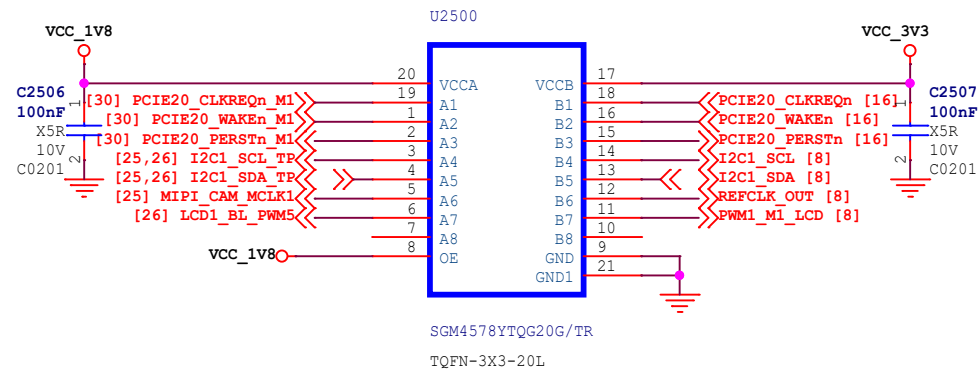 U2500
VCC_1V8
VCC_3V3
20 VCCA VCCB 17
C2506 1 [30] PCIE20_CLKREQn_M1 19 A1 B1 18 PCIE20_CLKREQn [16] 1 C2507
100nF [30] PCIE20_WAKEn_M1 1 A2 B2 16 PCIE20_WAKEn [16] 100nF
X5R [30] PCIE20_PERSTn_M1 2 A3 B3 15 PCIE20_PERSTn [16] X5R
10V 2 [25,26] I2C1_SCL_TP 3 A4 B4 14 I2C1_SCL [8] 2 10V
C0201 [25,26] I2C1_SDA_TP 4 A5 B5 13 I2C1_SDA [8] C0201
[25] MIPI_CAM_MCLK1 5 A6 B6 12 REFCLK_OUT [8]
[26] LCD1_BL_PWM5 6 A7 B7 11 PWM1_M1_LCD [8]
7 A8 B8 10
VCC_1V8 8 OE GND 9
GND1 21
SGM4578YTQG20G/TR
TQFN-3X3-20L